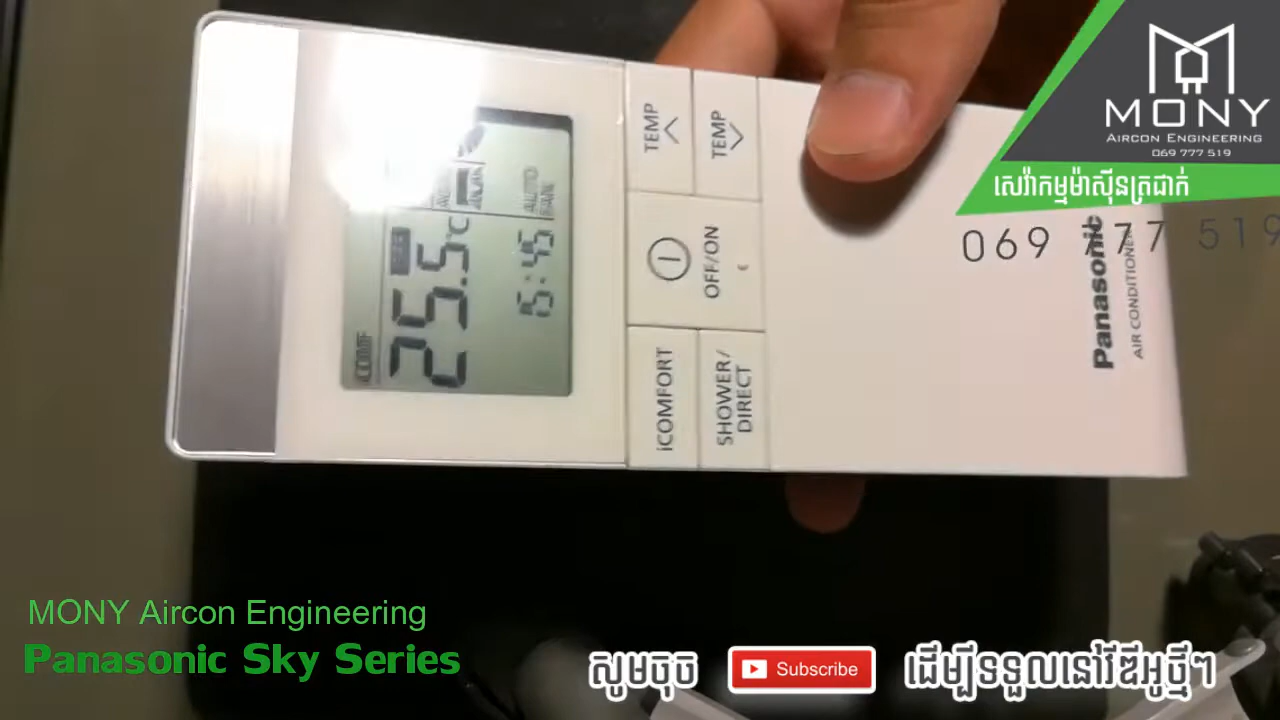 MONY
AIRCON ENGINEERING
069 777 519
សេវ៉ាកម្មម៉ាស៊ីនត្រជាក់
069 777 519
TEMP
TEMP
OFF/ON
iCOMFORT
SHOWER/
DIRECT
iCOMF
25.5°C
15:45
AUTO
FAN
Panasonic
AIR CONDITIONER
MONY Aircon Engineering
Panasonic Sky Series
សូមចុច
Subscribe
ដើម្បីទទួលនៅវីឌីអូថ្មីៗ